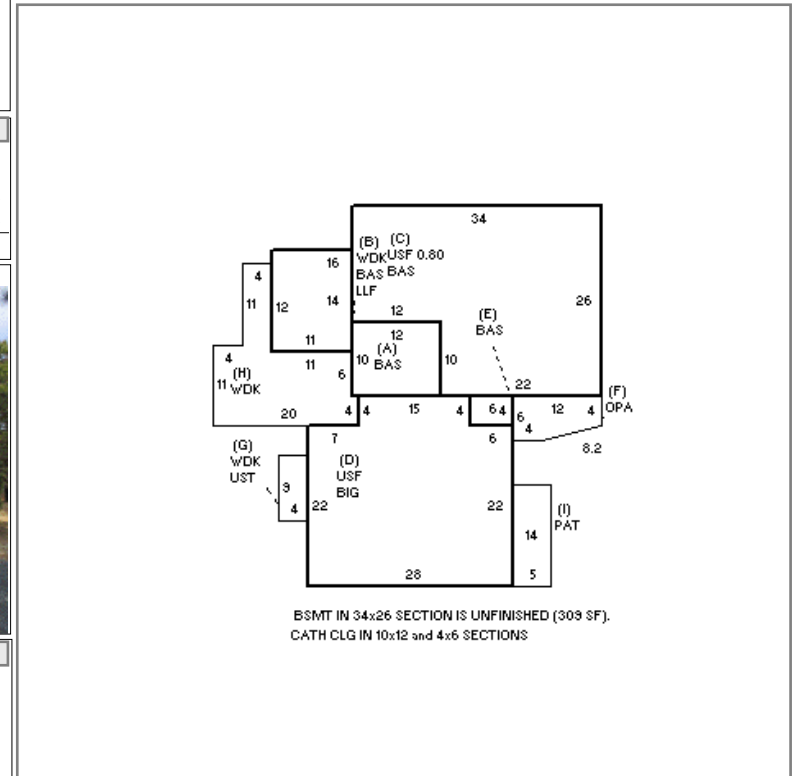 34
(B) (C)
16 WDK USF 0.80
4 BAS BAS
LLF
11 12 14 12 26
(E)
BAS
11 12
4 (A)
11 10 BAS 10
(H) 6 22 (F)
11 WDK OPA
20 4 4 15 4 6 4 6 12 4
4
7 6 8.2
(G)
WDK (D)
UST USF
BIG
9
4 22 22 (I)
PAT
14
28 5
BSMT IN 34x26 SECTION IS UNFINISHED (309 SF).
CATH CLG IN 10x12 and 4x6 SECTIONS